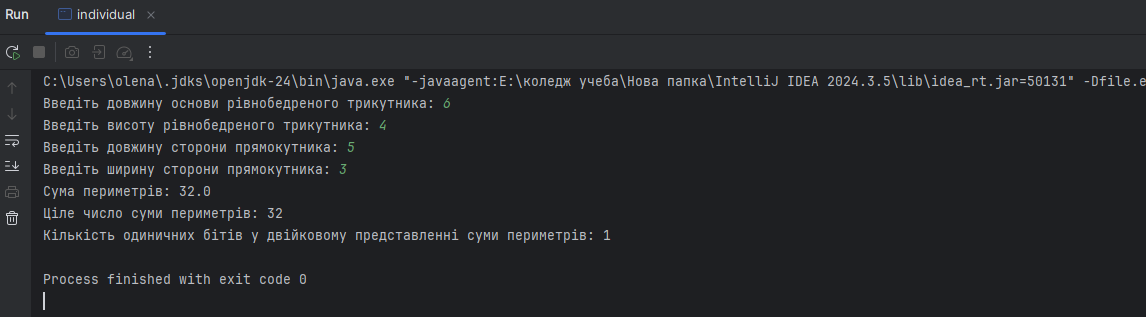 Run
individual
C:\Users\olena\.jdks\openjdk-24\bin\java.exe "-javaagent:E:\коледж учеба\Нова папка\IntelliJ IDEA 2024.3.5\lib\idea_rt.jar=50131" -Dfile.e
Введіть довжину основи рівнобедреного трикутника: 6
Введіть висоту рівнобедреного трикутника: 4
Введіть довжину сторони прямокутника: 5
Введіть ширину сторони прямокутника: 3
Сума периметрів: 32.0
Ціле число суми периметрів: 32
Кількість одиничних бітів у двійковому представленні суми периметрів: 1
Process finished with exit code 0